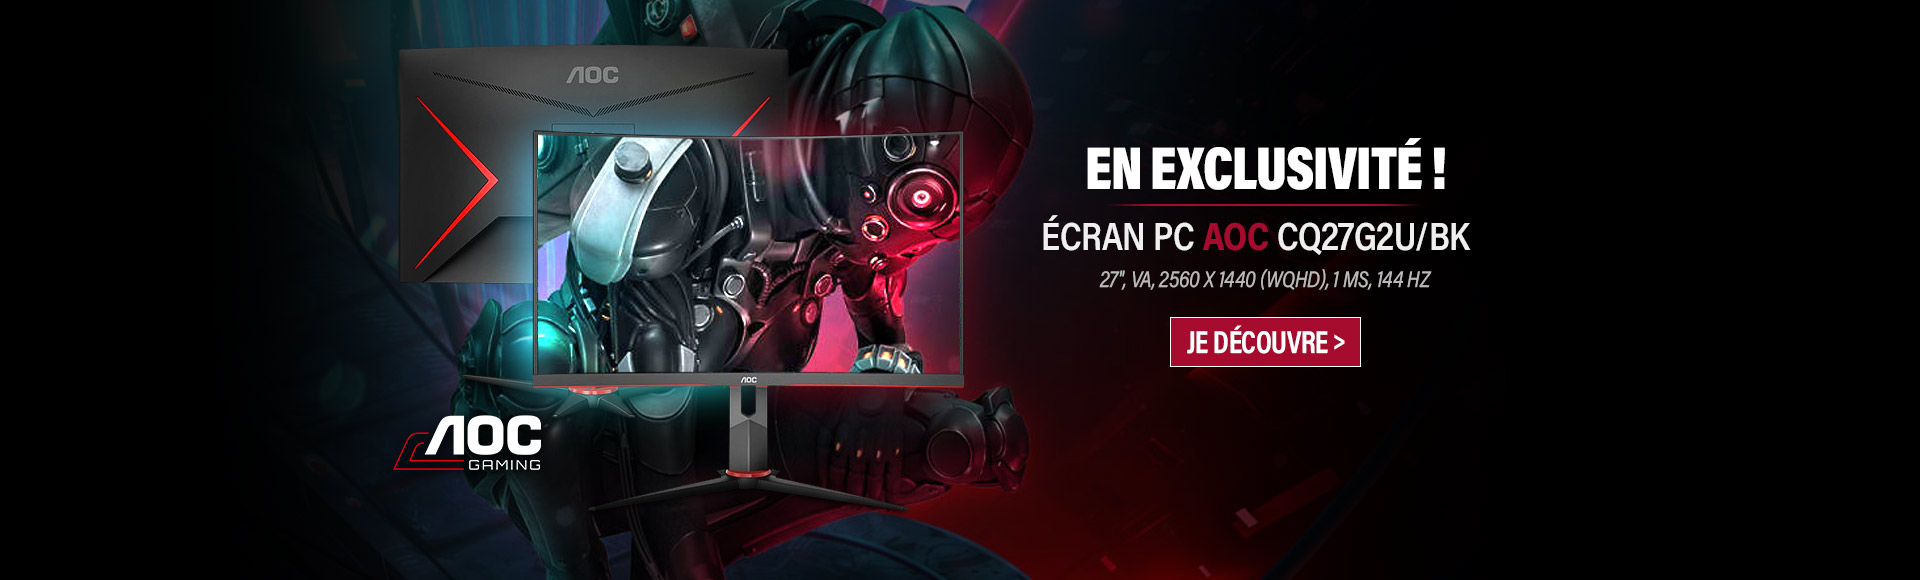 AOC
EN EXCLUSIVITÉ !
ÉCRAN PC AOC CQ27G2U/BK
27", VA, 2560 X 1440 (WQHD), 1 MS, 144 HZ
JE DÉCOUVRE >
AOC
AOC
GAMING